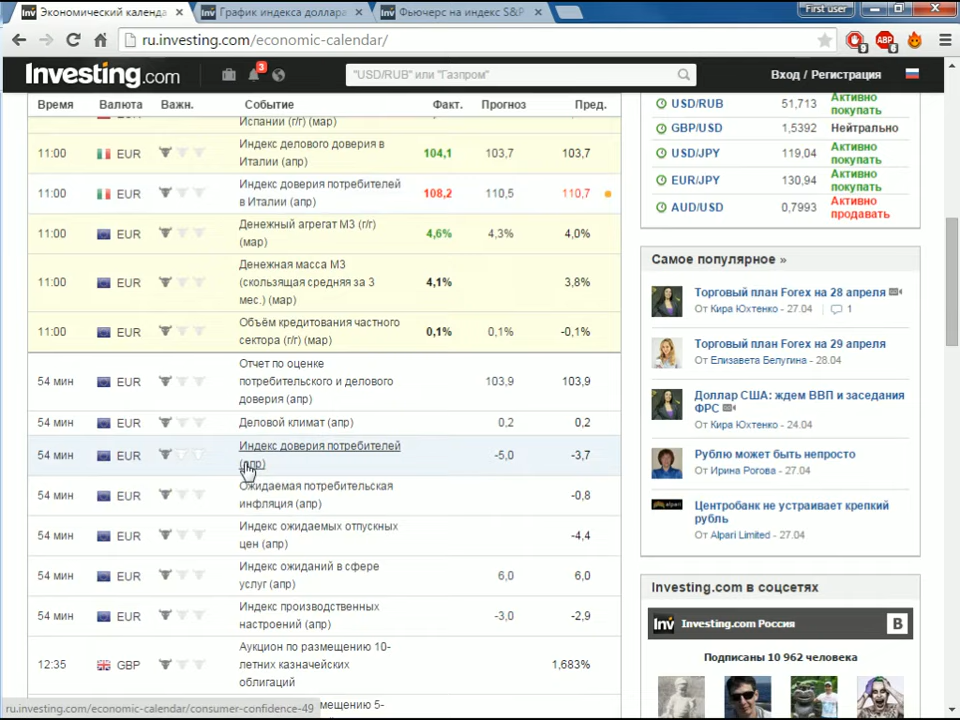 Экономический календа
График индекса доллара
Фьючерс на индекс S&P
First user
ru.investing.com/economic-calendar/
9
ABP
6
Investing.com
3
"USD/RUB" или "Газпром"
Вход / Регистрация
Время Валюта Важн. Событие Факт. Прогноз Пред.
Испании (г/г) (мар)
11:00 EUR Индекс делового доверия в
Италии (апр) 104,1 103,7 103,7
11:00 EUR Индекс доверия потребителей
в Италии (апр) 108,2 110,5 110,7
11:00 EUR Денежный агрегат М3 (г/г)
(мар) 4,6% 4,3% 4,0%
11:00 EUR Денежная масса М3
(скользящая средняя за 3
мес.) (мар) 4,1% 3,8%
11:00 EUR Объём кредитования частного
сектора (г/г) (мар) 0,1% 0,1% -0,1%
54 мин EUR Отчет по оценке
потребительского и делового
доверия (апр) 103,9 103,9
54 мин EUR Деловой климат (апр) 0,2 0,2
54 мин EUR Индекс доверия потребителей
(апр) -5,0 -3,7
54 мин EUR Ожидаемая потребительская
инфляция (апр) -0,8
54 мин EUR Индекс ожидаемых отпускных
цен (апр) -4,4
54 мин EUR Индекс ожиданий в сфере
услуг (апр) 6,0 6,0
54 мин EUR Индекс производственных
настроений (апр) -3,0 -2,9
12:35 GBP Аукцион по размещению 10-
летних казначейских
облигаций 1,683%
змещению 5-
ru.investing.com/economic-calendar/consumer-confidence-49
USD/RUB 51,713 Активно
покупать
GBP/USD 1,5392 Нейтрально
USD/JPY 119,04 Активно
покупать
EUR/JPY 130,94 Активно
покупать
AUD/USD 0,7993 Активно
продавать
Самое популярное »
Торговый план Forex на 28 апреля
От Кира Юхтенко - 27.04 1
Торговый план Forex на 29 апреля
От Елизавета Белугина - 28.04
Доллар США: ждем ВВП и заседания
ФРС
От Кира Юхтенко - 24.04
Рублю может быть непросто
От Ирина Рогова - 27.04
alpari
Центробанк не устраивает крепкий
рубль
От Alpari Limited - 27.04
Investing.com в соцсетях
Inv Investing.com Россия B
Подписаны 10 962 человека